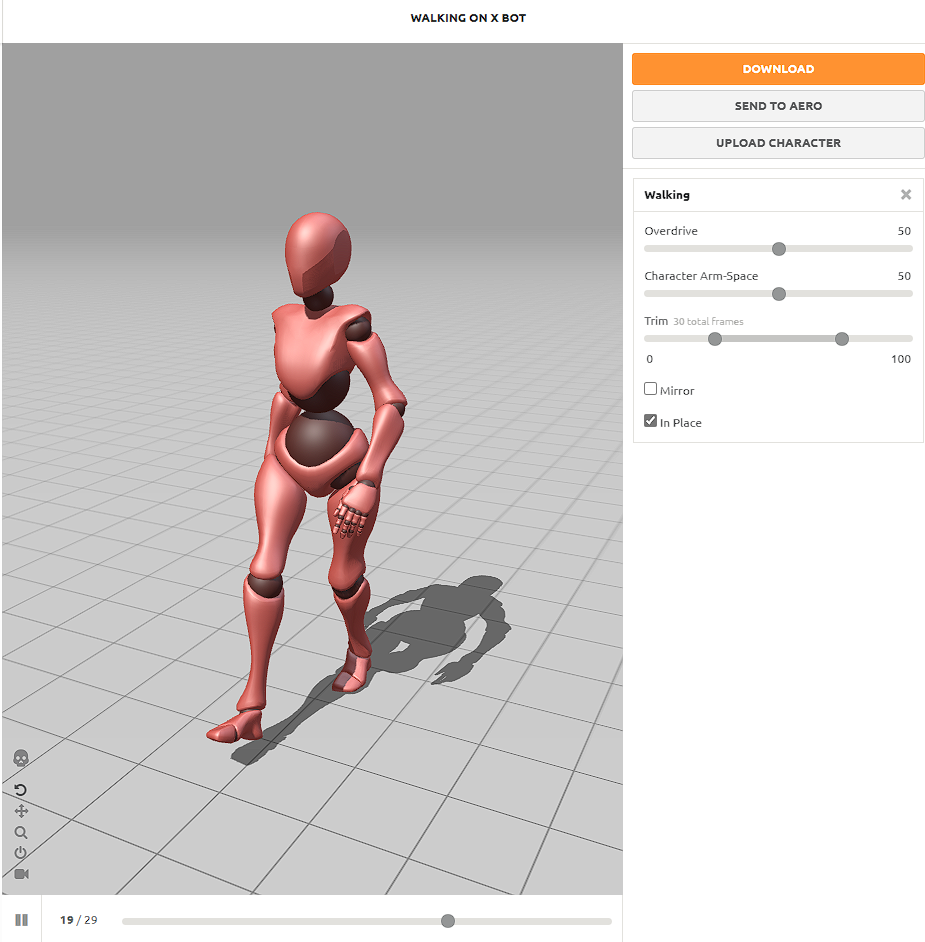 WALKING ON X BOT
DOWNLOAD
SEND TO AERO
UPLOAD CHARACTER
Walking
Overdrive 50
Character Arm-Space 50
Trim 30 total frames
0 100
Mirror
In Place
19 / 29